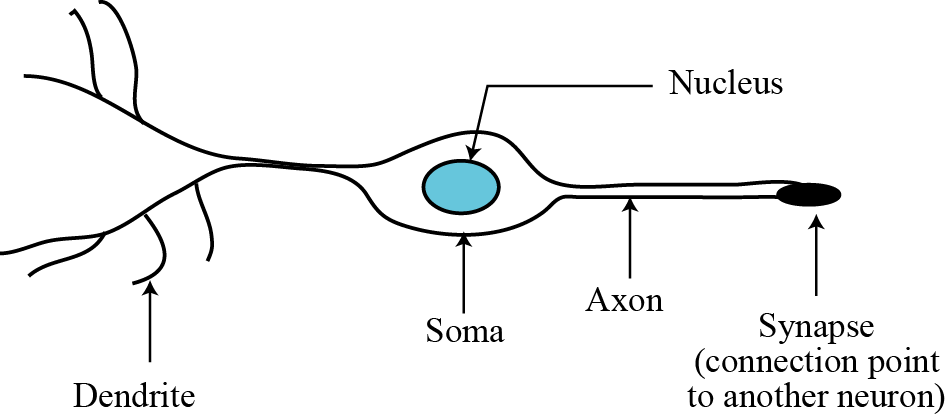 Nucleus
Axon
Soma
Synapse
(connection point
to another neuron)
Dendrite